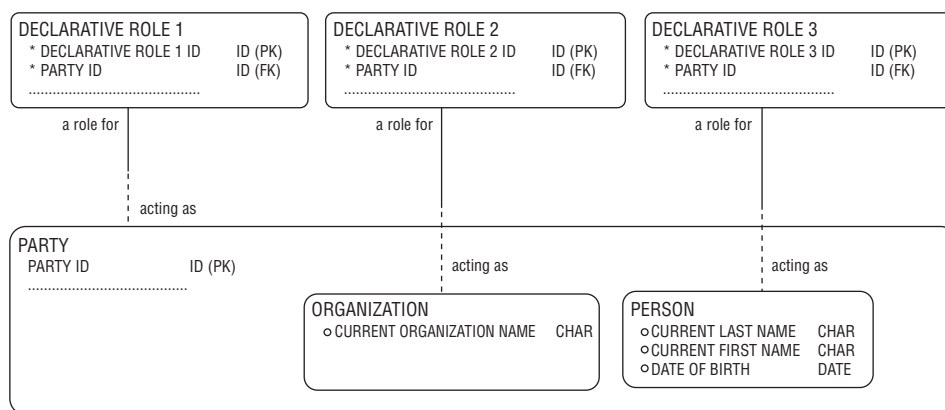 DECLARATIVE ROLE 1
* DECLARATIVE ROLE 1 ID ID (PK)
* PARTY ID ID (FK)
...........................................
DECLARATIVE ROLE 2
* DECLARATIVE ROLE 2 ID ID (PK)
* PARTY ID ID (FK)
...........................................
DECLARATIVE ROLE 3
* DECLARATIVE ROLE 3 ID ID (PK)
* PARTY ID ID (FK)
...........................................
a role for
a role for
a role for
acting as
PARTY
PARTY ID ID (PK)
........................................
acting as
acting as
ORGANIZATION
CURRENT ORGANIZATION NAME CHAR
PERSON
CURRENT LAST NAME CHAR
CURRENT FIRST NAME CHAR
DATE OF BIRTH DATE